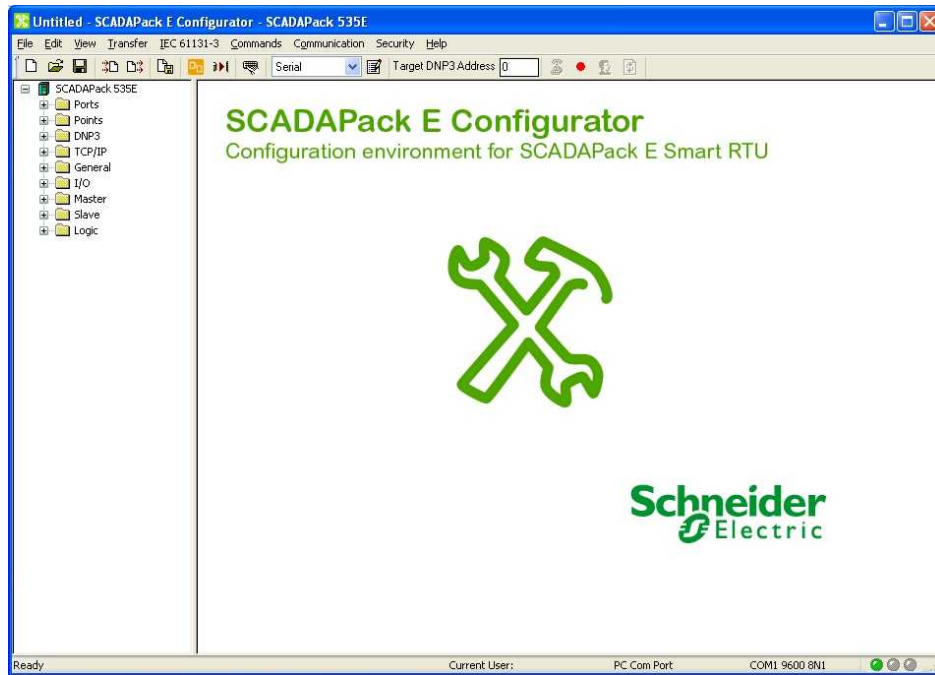 Untitled - SCADAPack E Configurator - SCADAPack 535E
File Edit View Transfer IEC 61131-3 Commands Communication Security Help
Serial Target DNP3 Address 0
SCADAPack 535E
Ports
Points
DNP3
TCP/IP
General
I/O
Master
Slave
Logic
SCADAPack E Configurator
Configuration environment for SCADAPack E Smart RTU
Schneider
Electric
Ready Current User: PC Com Port COM1 9600 8N1